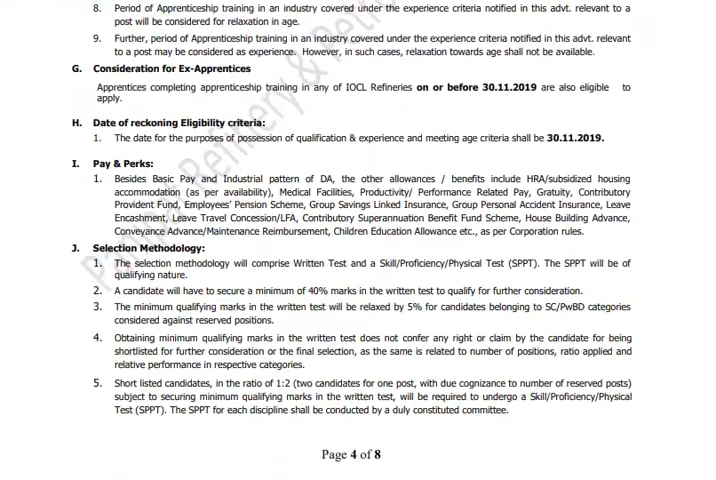 8. Period of Apprenticeship training in an industry covered under the experience criteria notified in this advt. relevant to a
post will be considered for relaxation in age.
9. Further, period of Apprenticeship training in an industry covered under the experience criteria notified in this advt. relevant
to a post may be considered as experience. However, in such cases, relaxation towards age shall not be available.
G. Consideration for Ex-Apprentices
Apprentices completing apprenticeship training in any of IOCL Refineries on or before 30.11.2019 are also eligible to
apply.
H. Date of reckoning Eligibility criteria:
1. The date for the purposes of possession of qualification & experience and meeting age criteria shall be 30.11.2019.
I. Pay & Perks:
1. Besides Basic Pay and Industrial pattern of DA, the other allowances / benefits include HRA/subsidized housing
accommodation (as per availability), Medical Facilities, Productivity/ Performance Related Pay, Gratuity, Contributory
Provident Fund, Employees' Pension Scheme, Group Savings Linked Insurance, Group Personal Accident Insurance, Leave
Encashment, Leave Travel Concession/LFA, Contributory Superannuation Benefit Fund Scheme, House Building Advance,
Conveyance Advance/Maintenance Reimbursement, Children Education Allowance etc., as per Corporation rules.
J. Selection Methodology:
1. The selection methodology will comprise Written Test and a Skill/Proficiency/Physical Test (SPPT). The SPPT will be of
qualifying nature.
2. A candidate will have to secure a minimum of 40% marks in the written test to qualify for further consideration.
3. The minimum qualifying marks in the written test will be relaxed by 5% for candidates belonging to SC/PwBD categories
considered against reserved positions.
4. Obtaining minimum qualifying marks in the written test does not confer any right or claim by the candidate for being
shortlisted for further consideration or the final selection, as the same is related to number of positions, ratio applied and
relative performance in respective categories.
5. Short listed candidates, in the ratio of 1:2 (two candidates for one post, with due cognizance to number of reserved posts)
subject to securing minimum qualifying marks in the written test, will be required to undergo a Skill/Proficiency/Physical
Test (SPPT). The SPPT for each discipline shall be conducted by a duly constituted committee.
Page 4 of 8
Panipat Refinery &